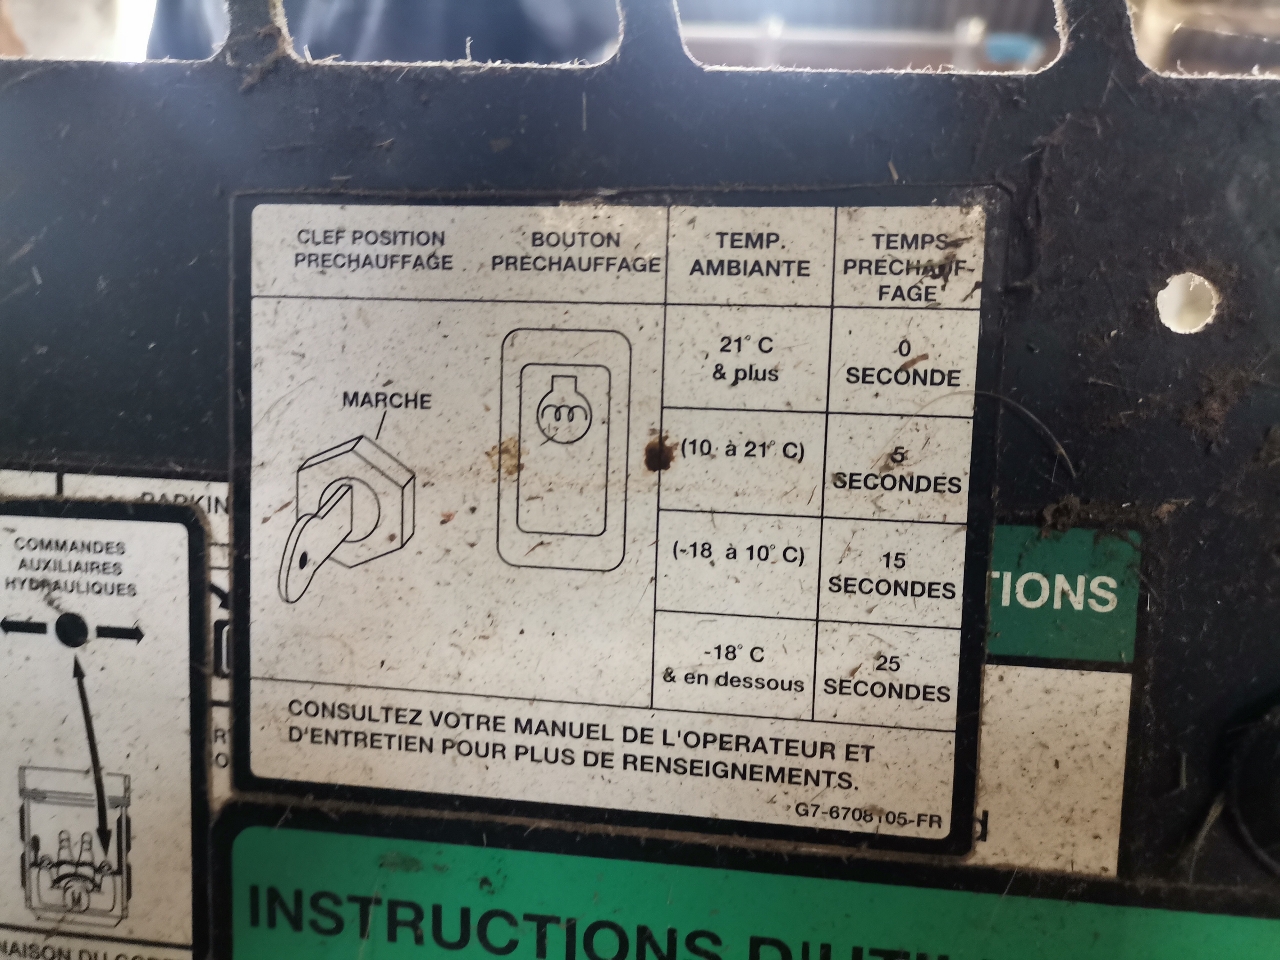 CLEF POSITION
PRECHAUFFAGE
BOUTON
PRECHAUFFAGE
TEMP.
AMBIANTE
TEMPS
PRECHAUF-
FAGE
MARCHE
21° C
& plus
0
SECONDE
(10 à 21° C)
5
SECONDES
(-18 à 10° C)
15
SECONDES
-18° C
& en dessous
25
SECONDES
CONSULTEZ VOTRE MANUEL DE L'OPERATEUR ET
D'ENTRETIEN POUR PLUS DE RENSEIGNEMENTS.
G7-6708105-FR
PARKIN
COMMANDES
AUXILIAIRES
HYDRAULIQUES
TIONS
INSTRUCTIONS